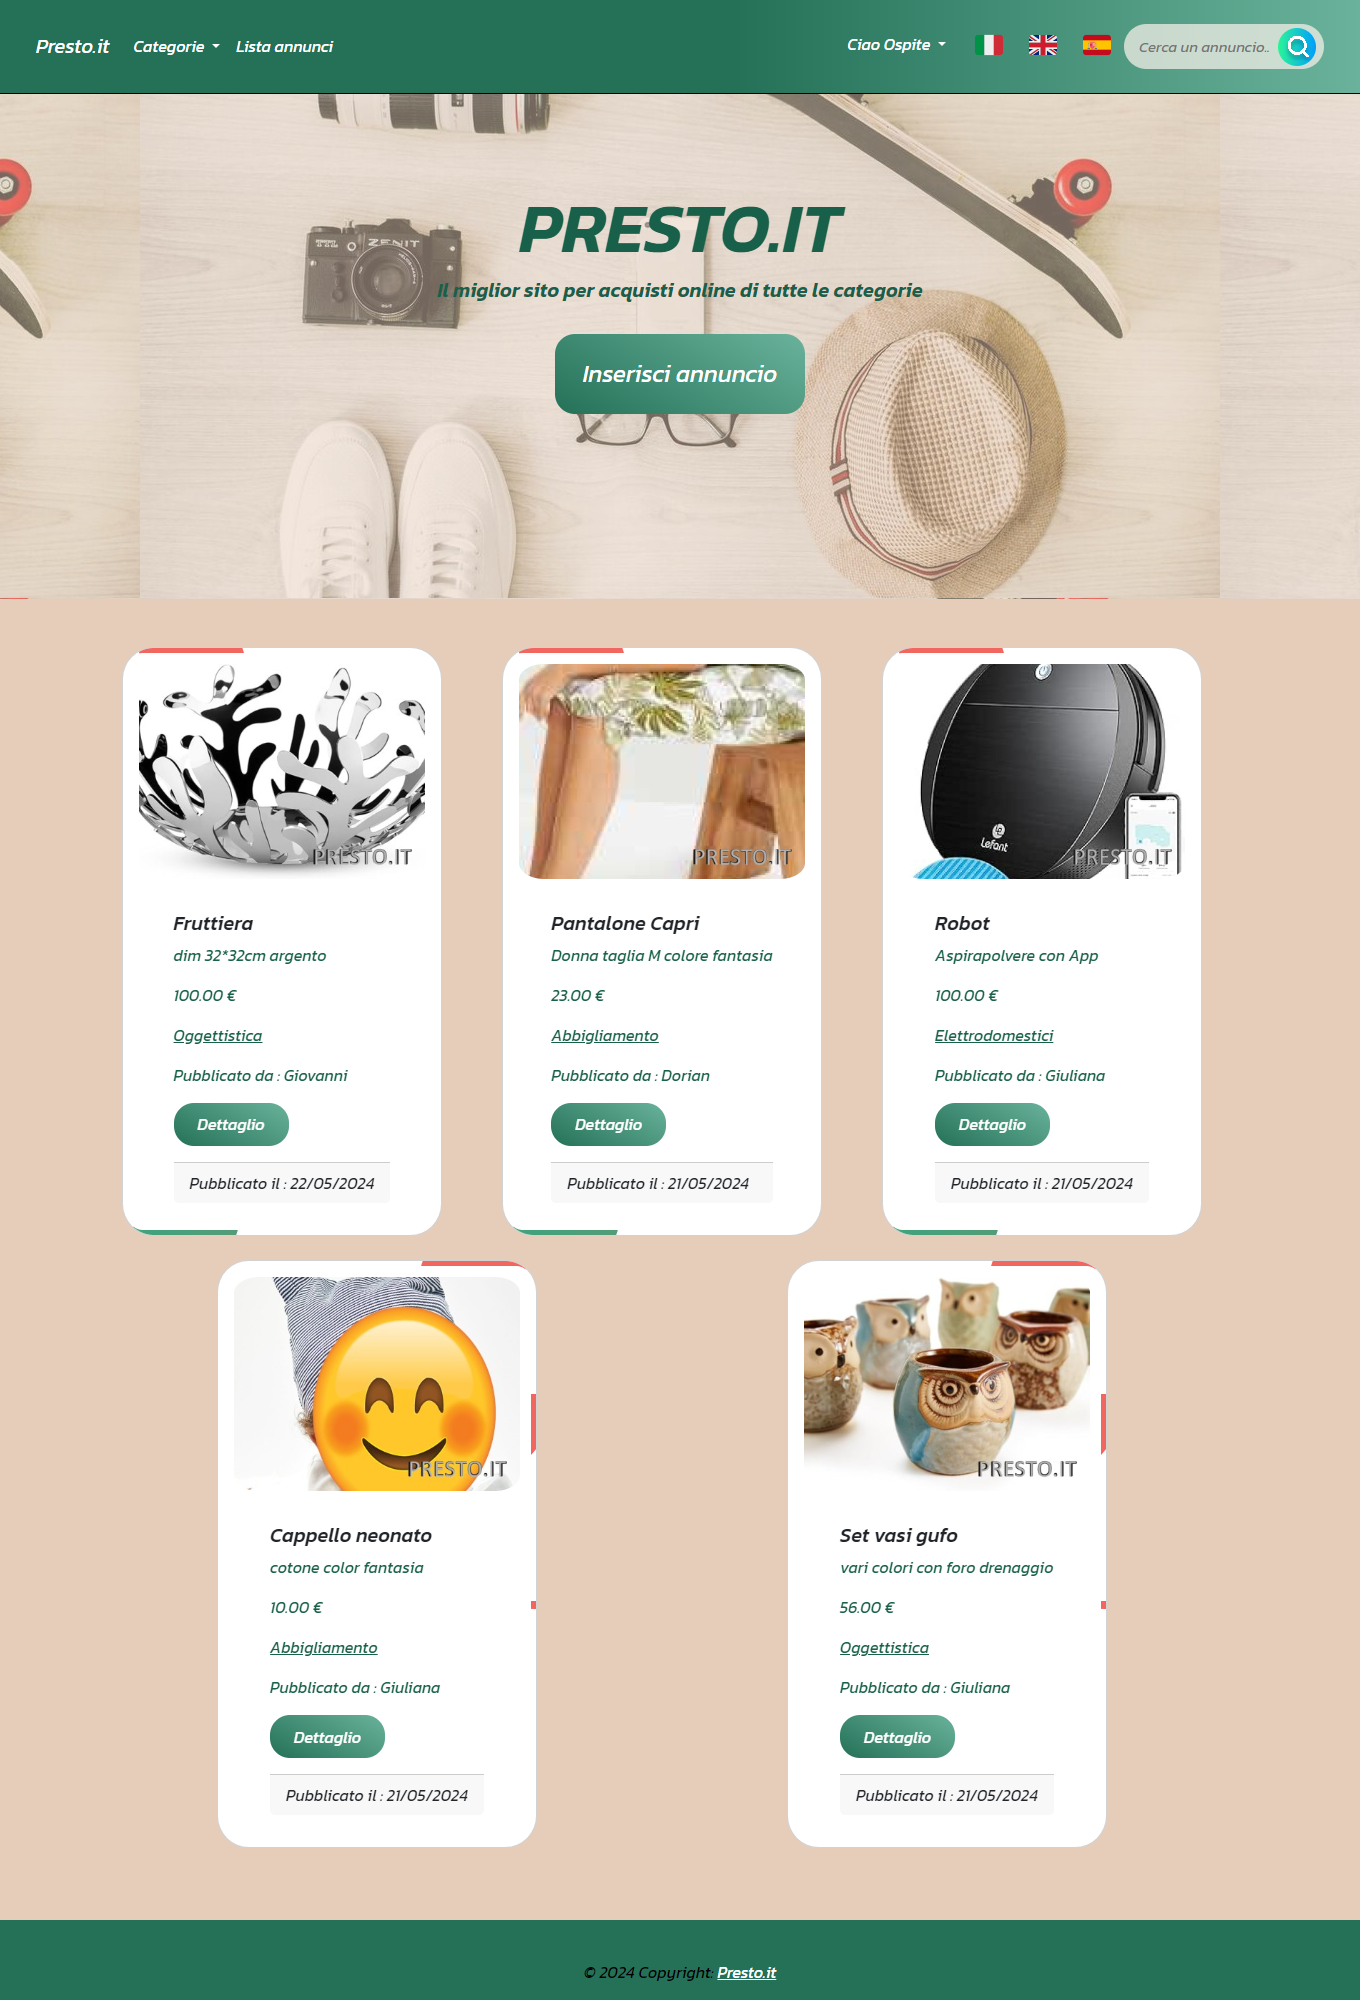 Presto.it
Categorie
Lista annunci
Ciao Ospite
Cerca un annuncio..
ZENIT
PRESTO.IT
Il miglior sito per acquisti online di tutte le categorie
Inserisci annuncio
PRESTO.IT
PRESTO.IT
Lefant
PRESTO.IT
Fruttiera
dim 32*32cm argento
100.00 €
Oggettistica
Pubblicato da : Giovanni
Dettaglio
Pubblicato il : 22/05/2024
Pantalone Capri
Donna taglia M colore fantasia
23.00 €
Abbigliamento
Pubblicato da : Dorian
Dettaglio
Pubblicato il : 21/05/2024
Robot
Aspirapolvere con App
100.00 €
Elettrodomestici
Pubblicato da : Giuliana
Dettaglio
Pubblicato il : 21/05/2024
PRESTO.IT
PRESTO.IT
Cappello neonato
cotone color fantasia
10.00 €
Abbigliamento
Pubblicato da : Giuliana
Dettaglio
Pubblicato il : 21/05/2024
Set vasi gufo
vari colori con foro drenaggio
56.00 €
Oggettistica
Pubblicato da : Giuliana
Dettaglio
Pubblicato il : 21/05/2024
© 2024 Copyright: Presto.it